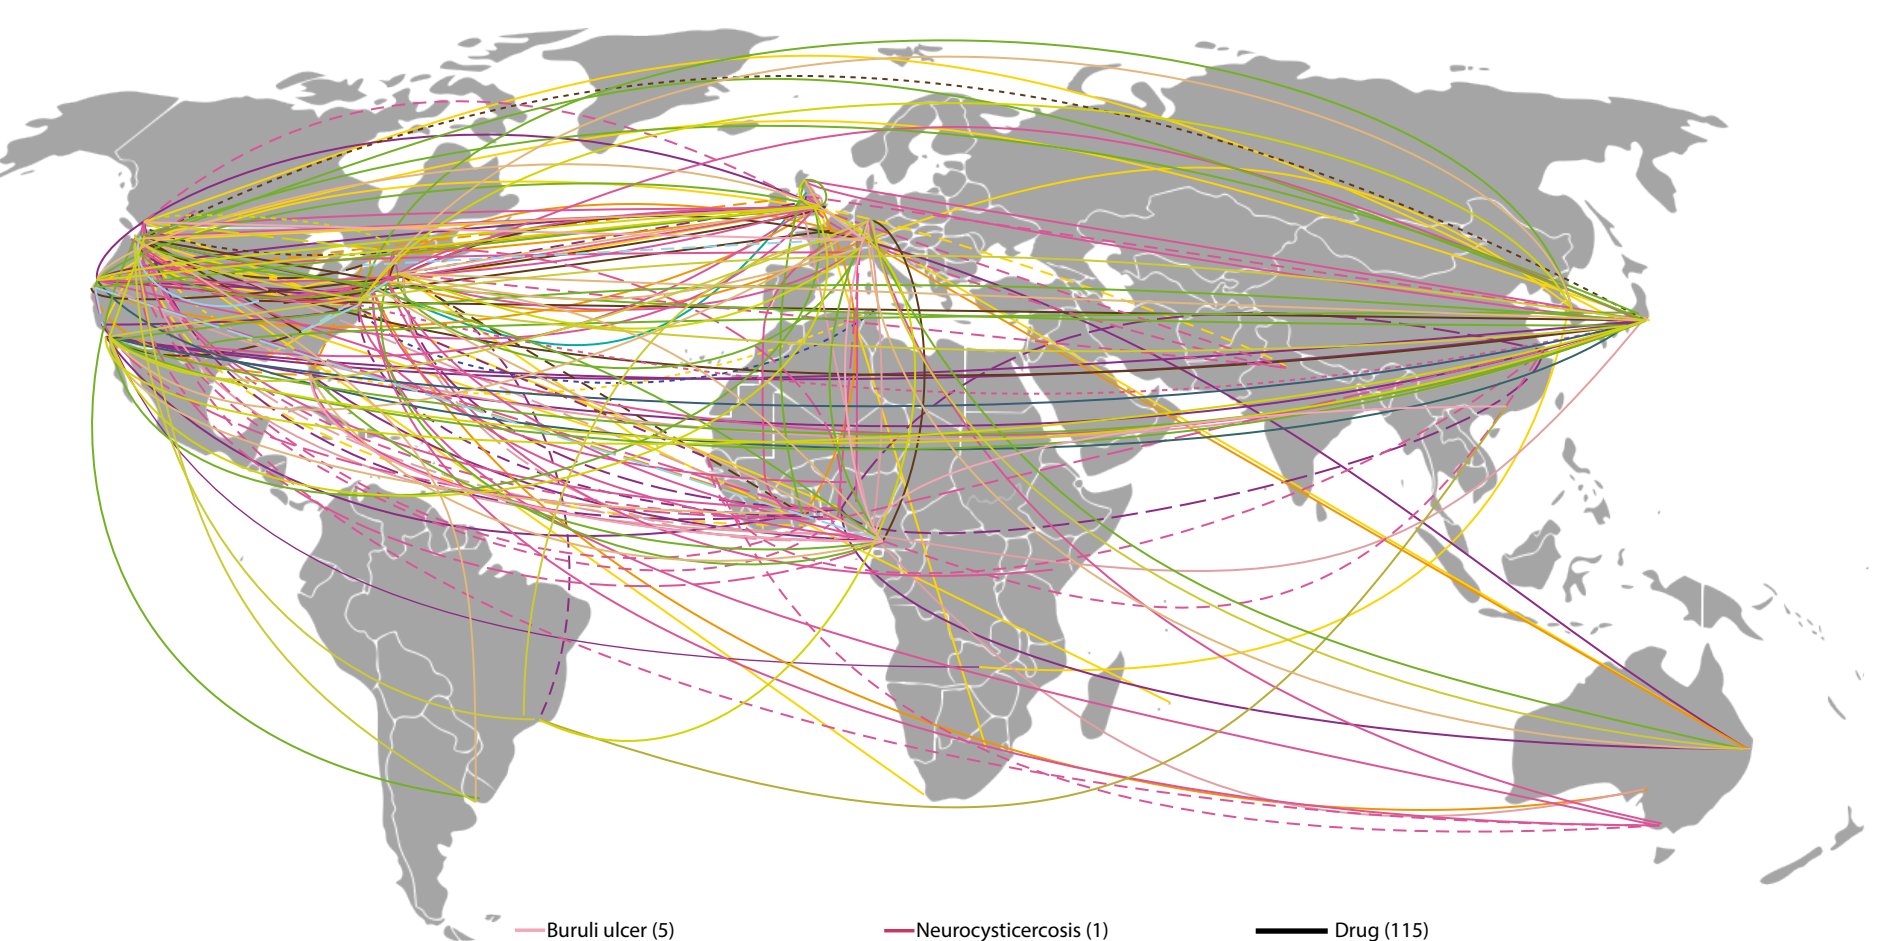 Buruli ulcer (5)
Neurocysticercosis (1)
Drug (115)